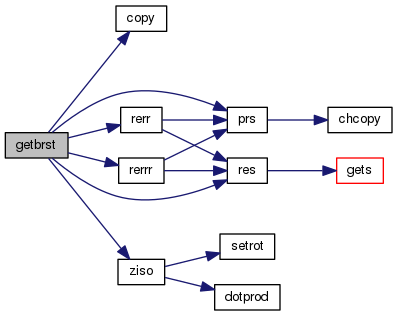 copy
rerr
prs
chcopy
getbrst
rerrr
res
gets
setrot
ziso
dotprod